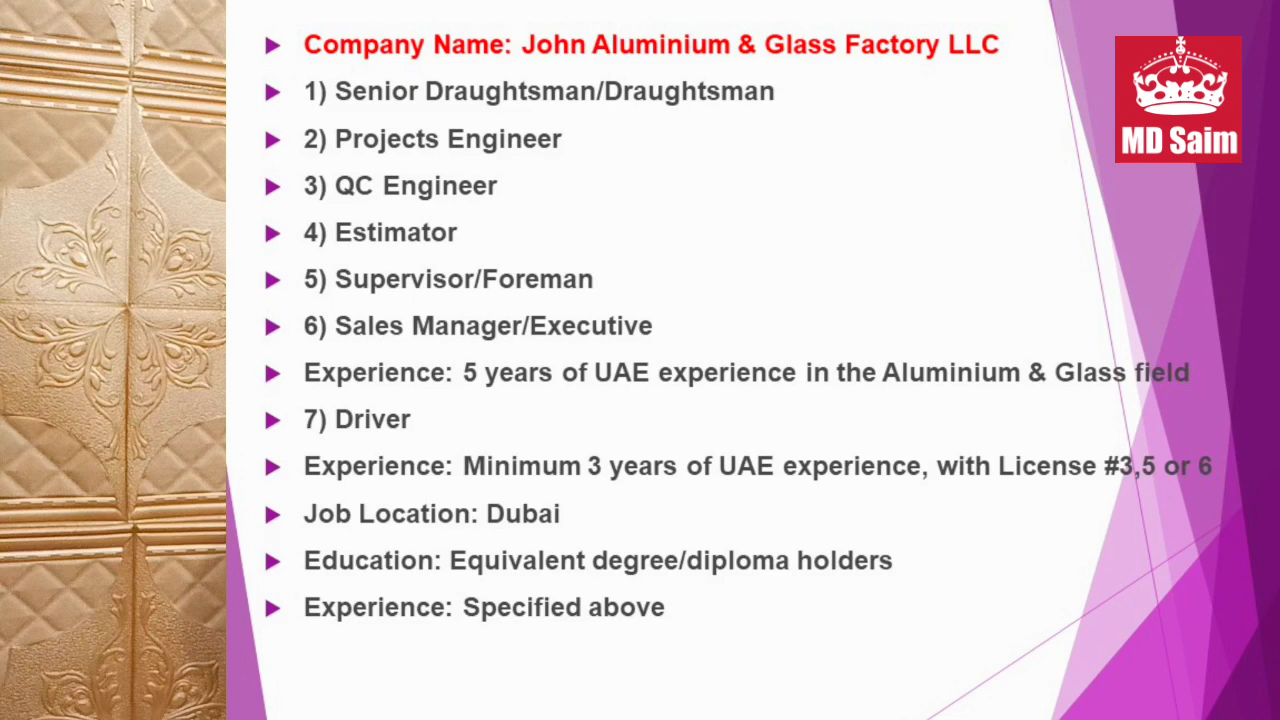 Company Name: John Aluminium & Glass Factory LLC
1) Senior Draughtsman/Draughtsman
2) Projects Engineer
3) QC Engineer
4) Estimator
5) Supervisor/Foreman
6) Sales Manager/Executive
Experience: 5 years of UAE experience in the Aluminium & Glass field
7) Driver
Experience: Minimum 3 years of UAE experience, with License #3,5 or 6
Job Location: Dubai
Education: Equivalent degree/diploma holders
Experience: Specified above
MD Saim